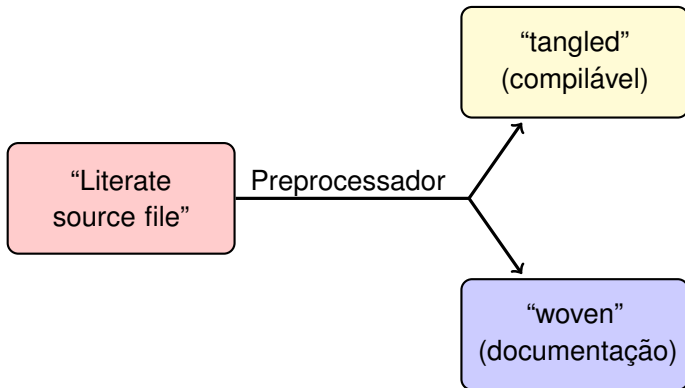 “tangled”
(compilável)
“Literate
source file”
Preprocessador
“woven”
(documentação)